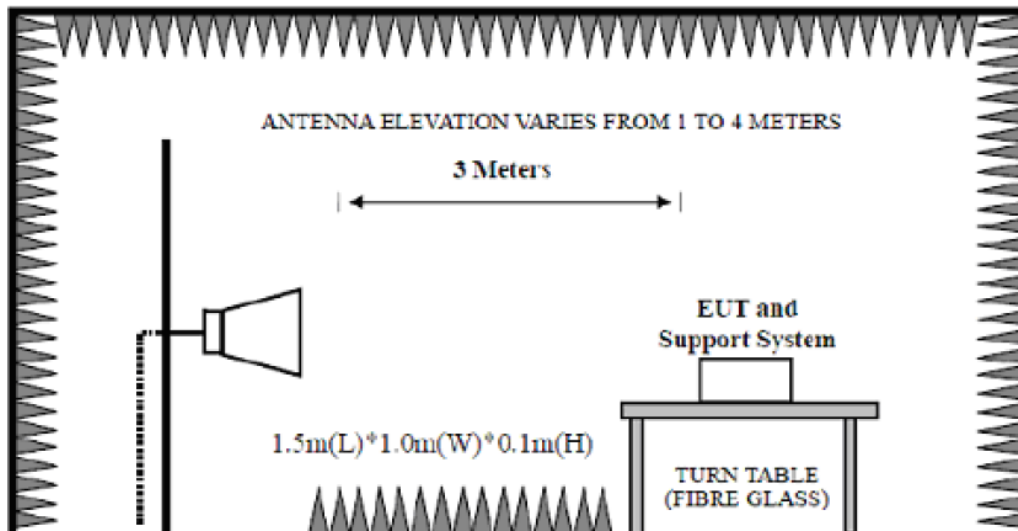 ANTENNA ELEVATION VARIES FROM 1 TO 4 METERS
3 Meters
EUT and
Support System
1.5m(L)*1.0m(W)*0.1m(H)
TURN TABLE
(FIBRE GLASS)